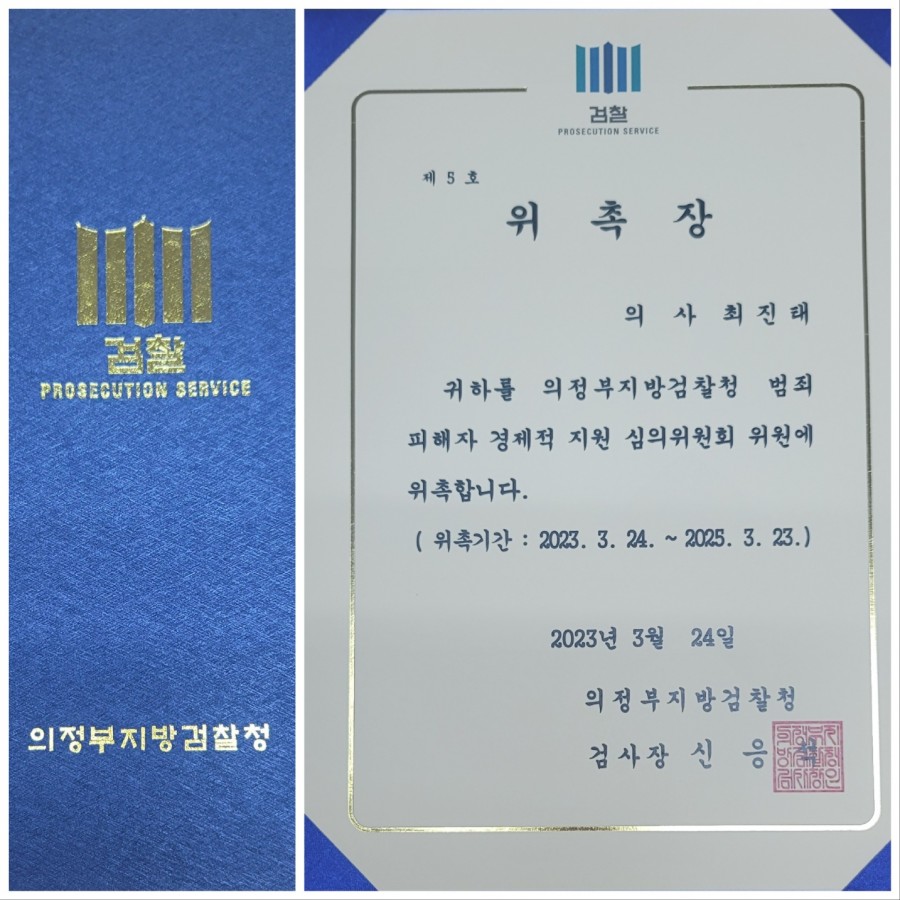 검찰
PROSECUTION SERVICE
의정부지방검찰청
검찰
PROSECUTION SERVICE
제 5 호
위 촉 장
의 사 최진태
귀하를 의정부지방검찰청 범죄
피해자 경제적 지원 심의위원회 위원에
위촉합니다.
( 위촉기간 : 2023. 3. 24. ~ 2025. 3. 23.)
2023년 3월 24일
의정부지방검찰청
검사장 신 응